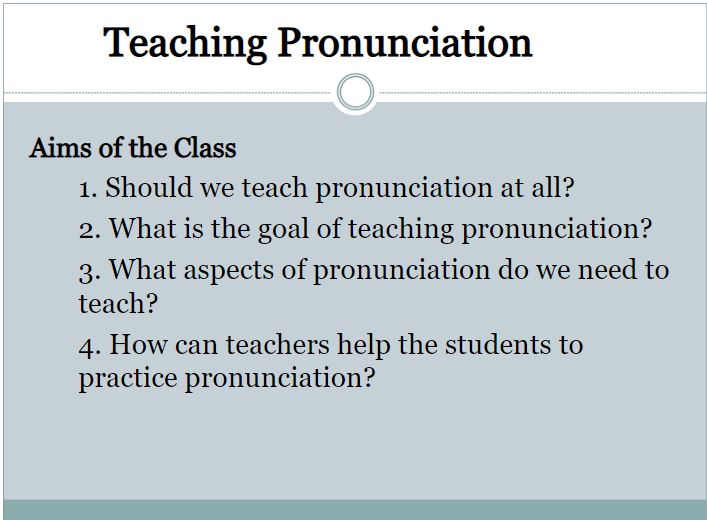 Teaching Pronunciation
Aims of the Class
1. Should we teach pronunciation at all?
2. What is the goal of teaching pronunciation?
3. What aspects of pronunciation do we need to
teach?
4. How can teachers help the students to
practice pronunciation?